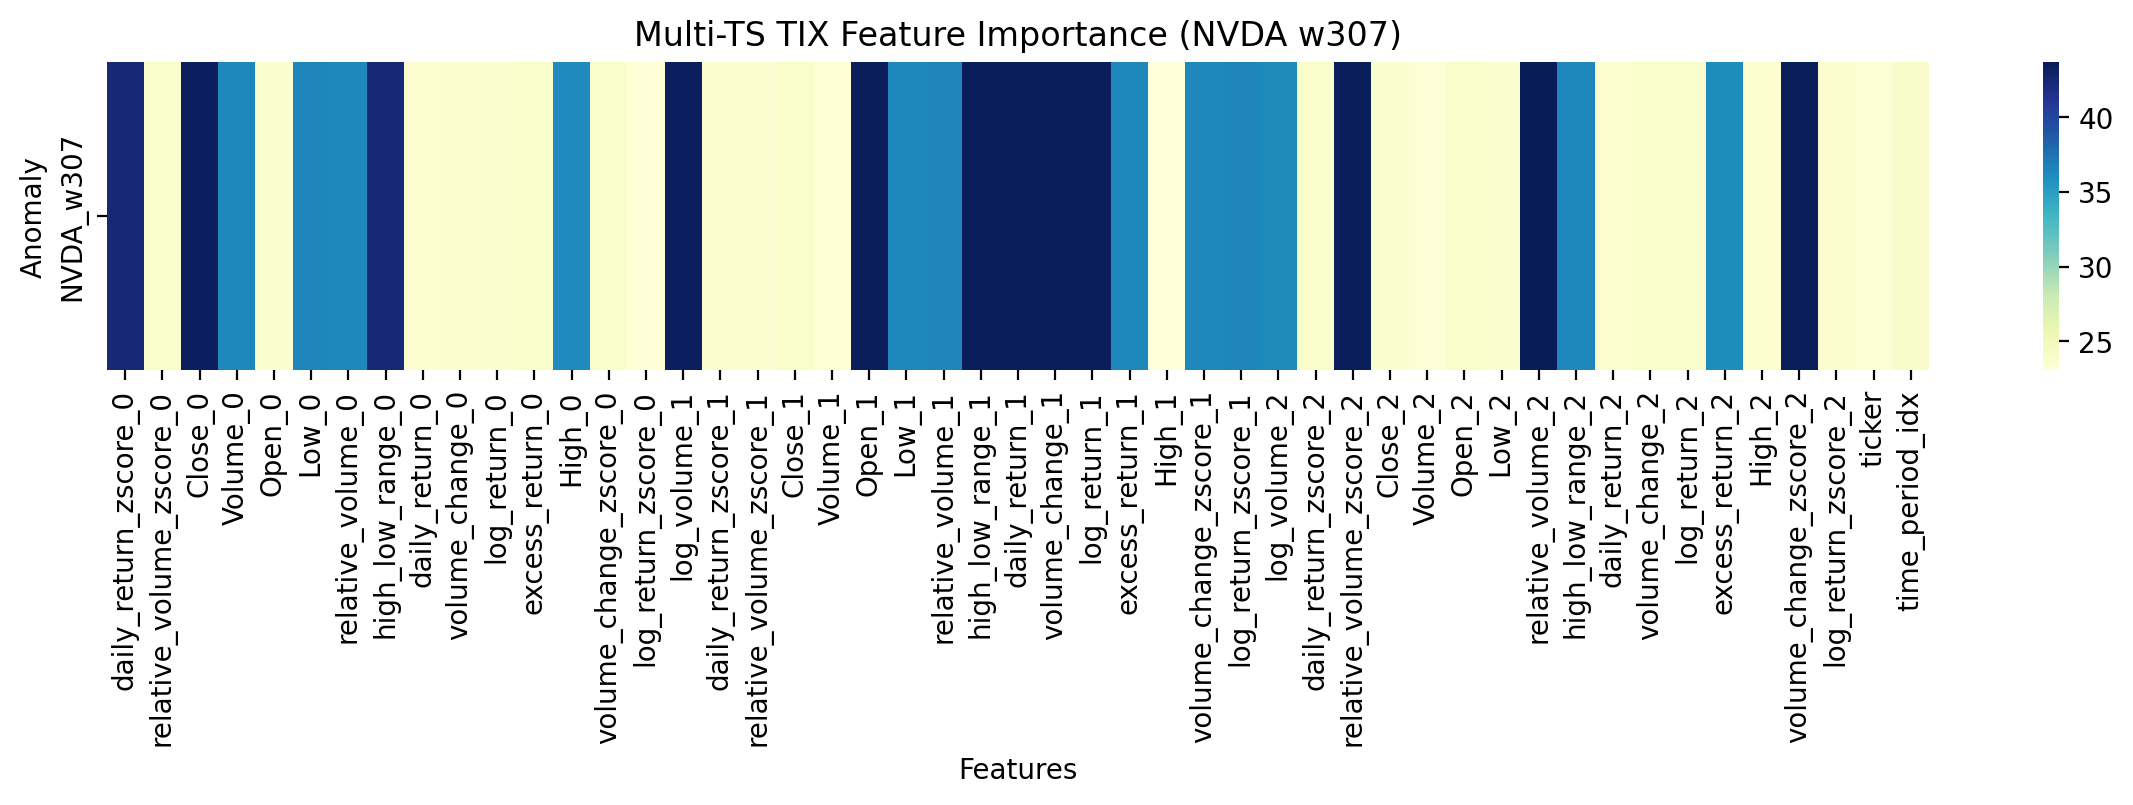 Multi-TS TIX Feature Importance (NVDA w307)
Anomaly
NVDA_w307
40
35
30
25
daily_return_zscore_0
relative_volume_zscore_0
Close_0
Volume_0
Open_0
Low_0
relative_volume_0
high_low_range_0
daily_return_0
volume_change_0
log_return_0
excess_return_0
High_0
volume_change_zscore_0
log_return_zscore_0
log_volume_1
daily_return_zscore_1
relative_volume_zscore_1
Close_1
Volume_1
Open_1
Low_1
relative_volume_1
high_low_range_1
daily_return_1
volume_change_1
log_return_1
excess_return_1
High_1
volume_change_zscore_1
log_return_zscore_1
log_volume_2
daily_return_zscore_2
relative_volume_zscore_2
Close_2
Volume_2
Open_2
Low_2
relative_volume_2
high_low_range_2
daily_return_2
volume_change_2
log_return_2
excess_return_2
High_2
volume_change_zscore_2
log_return_zscore_2
ticker
time_period_idx
Features